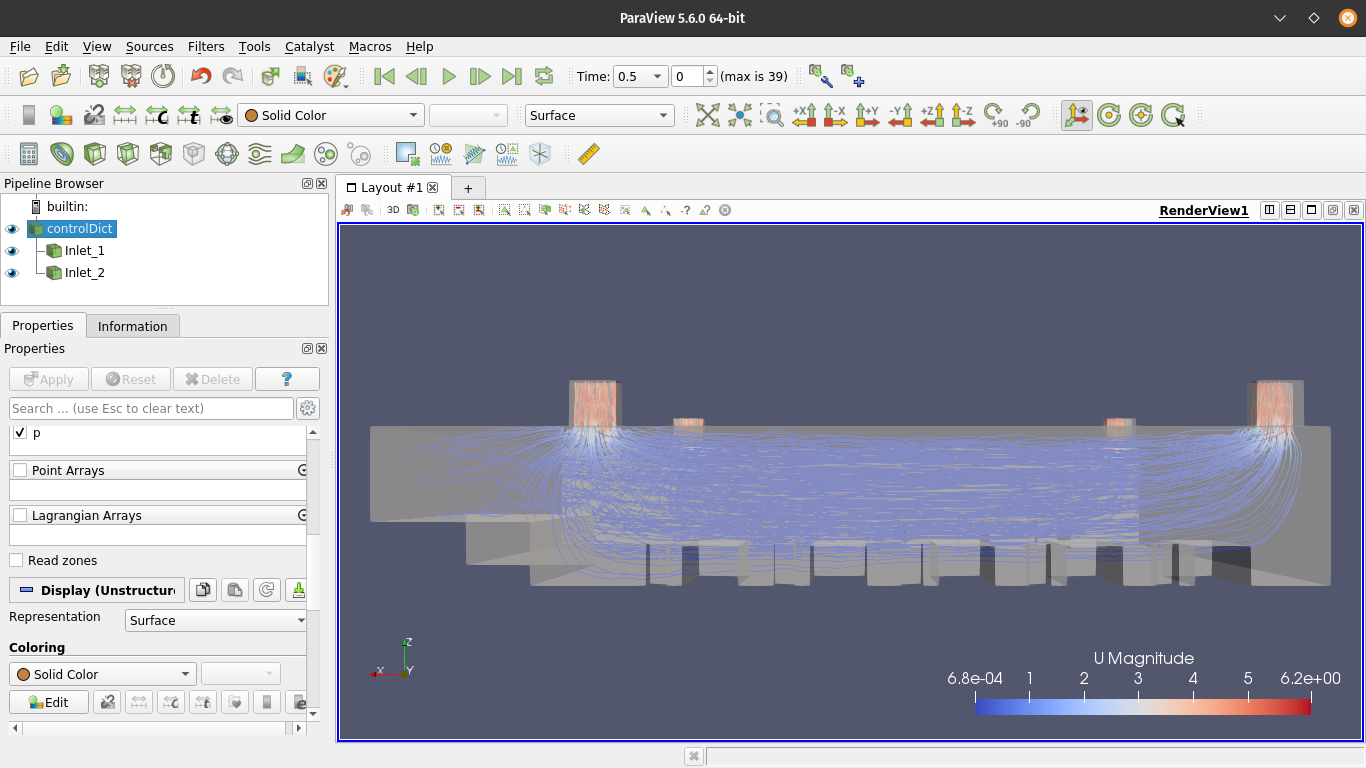 ParaView 5.6.0 64-bit
File Edit View Sources Filters Tools Catalyst Macros Help
Time: 0.5 0 (max is 39)
Solid Color Surface +X -X +Y -Y +Z -Z +90 -90
Pipeline Browser
Layout #1 +
builtin:
3D RenderView1
controlDict
Inlet_1
Inlet_2
Properties Information
Properties
Apply Reset Delete ?
Search ... (use Esc to clear text)
p
Point Arrays
Lagrangian Arrays
Read zones
Display (Unstructur
Representation Surface
Coloring
Solid Color
Edit
Z
X Y
U Magnitude
6.8e-04 1 2 3 4 5 6.2e+00